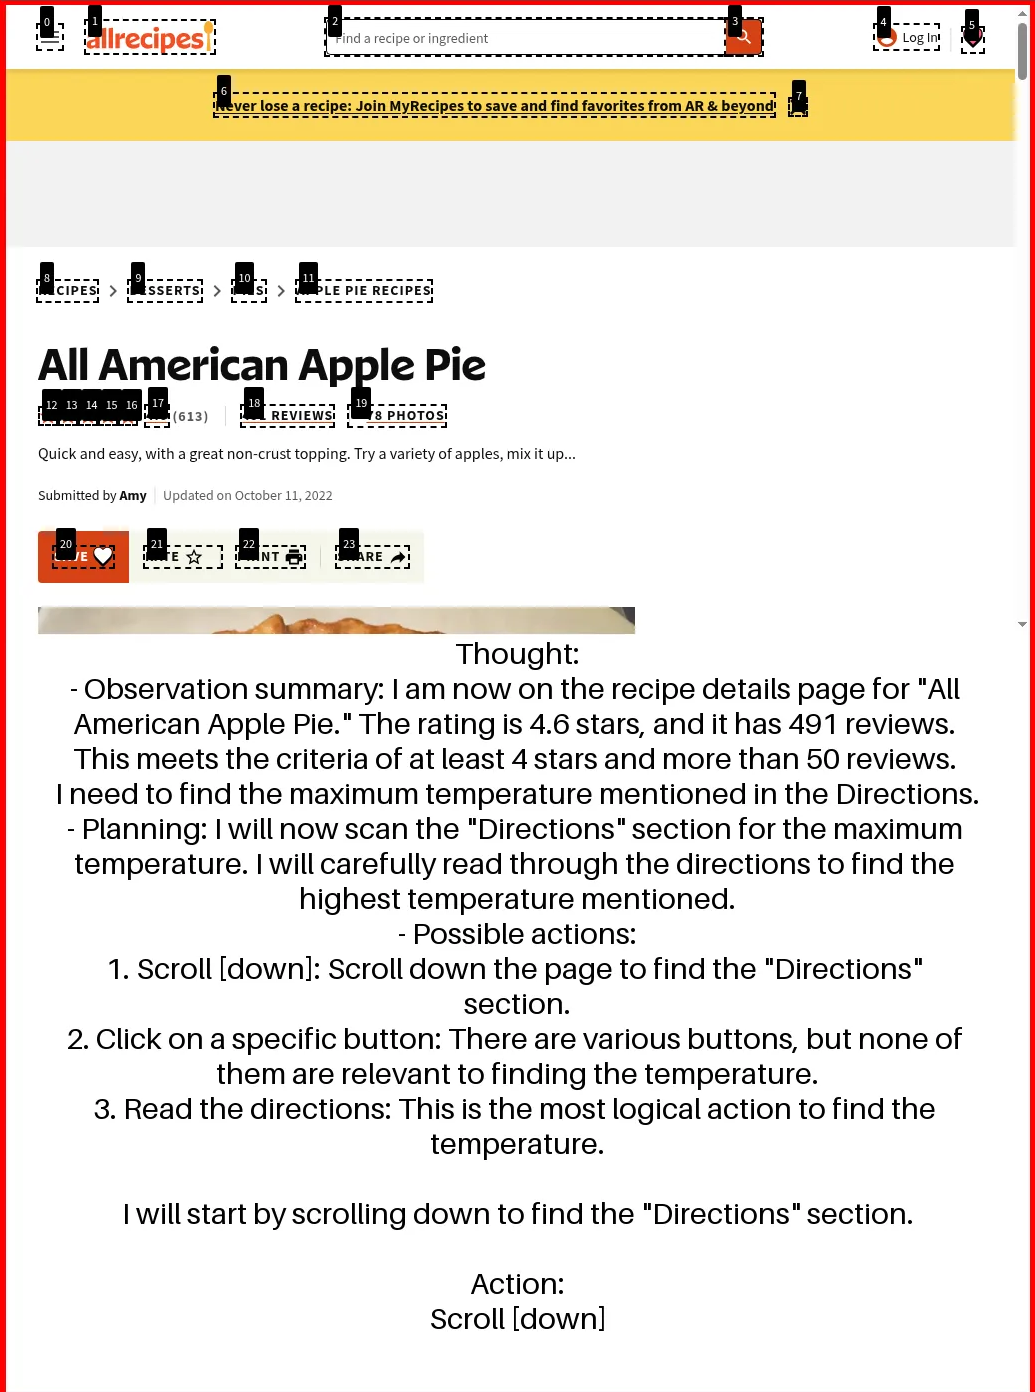 0
1
2
3
4
5
allrecipes
Find a recipe or ingredient
Log In
6
7
Never lose a recipe: Join MyRecipes to save and find favorites from AR & beyond
8
9
10
11
DESSERTS
APPLE PIE RECIPES
All American Apple Pie
12 13 14 15 16 17 18 19
(613)
REVIEWS
PHOTOS
Quick and easy, with a great non-crust topping. Try a variety of apples, mix it up...
Submitted by Amy
Updated on October 11, 2022
20
21
22
23
Thought:
- Observation summary: I am now on the recipe details page for "All
American Apple Pie." The rating is 4.6 stars, and it has 491 reviews.
This meets the criteria of at least 4 stars and more than 50 reviews.
I need to find the maximum temperature mentioned in the Directions.
- Planning: I will now scan the "Directions" section for the maximum
temperature. I will carefully read through the directions to find the
highest temperature mentioned.
- Possible actions:
1. Scroll [down]: Scroll down the page to find the "Directions"
section.
2. Click on a specific button: There are various buttons, but none of
them are relevant to finding the temperature.
3. Read the directions: This is the most logical action to find the
temperature.
I will start by scrolling down to find the "Directions" section.
Action:
Scroll [down]